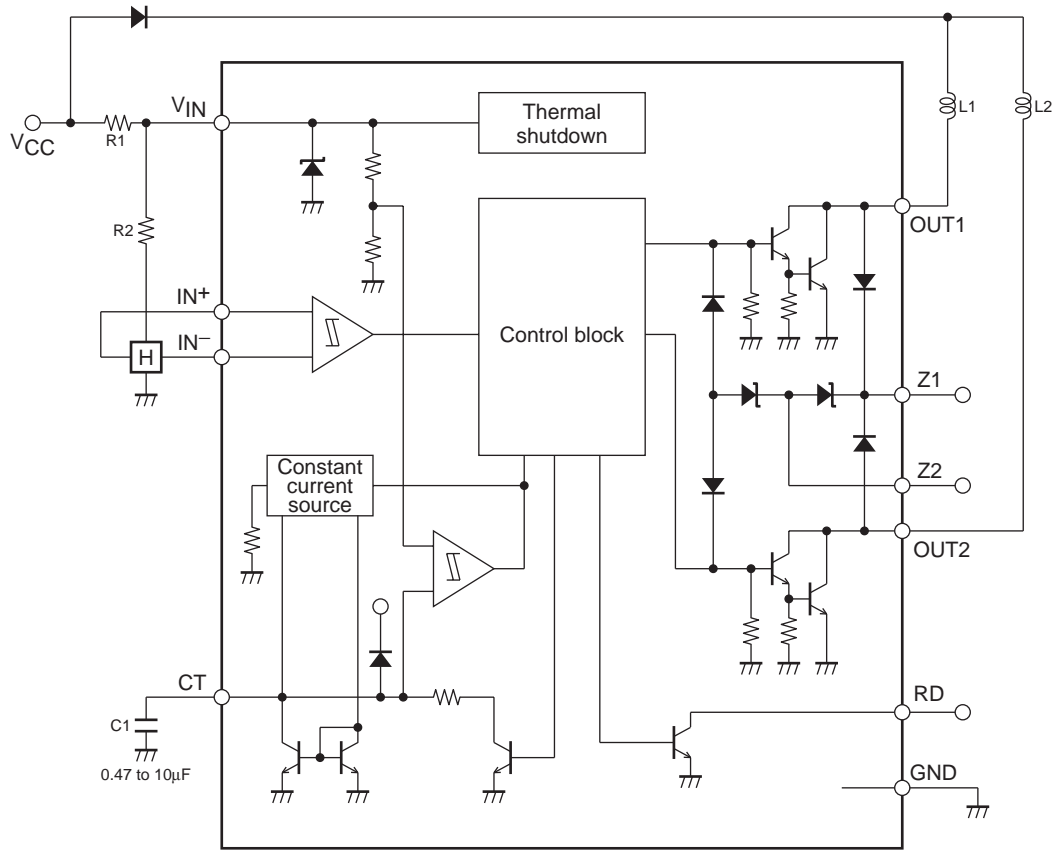 L1
L2
VIN
Thermal
shutdown
VCC
R1
OUT1
R2
IN+
Control block
IN−
H
Z1
Constant
current
source
Z2
OUT2
CT
RD
C1
0.47 to 10μF
GND